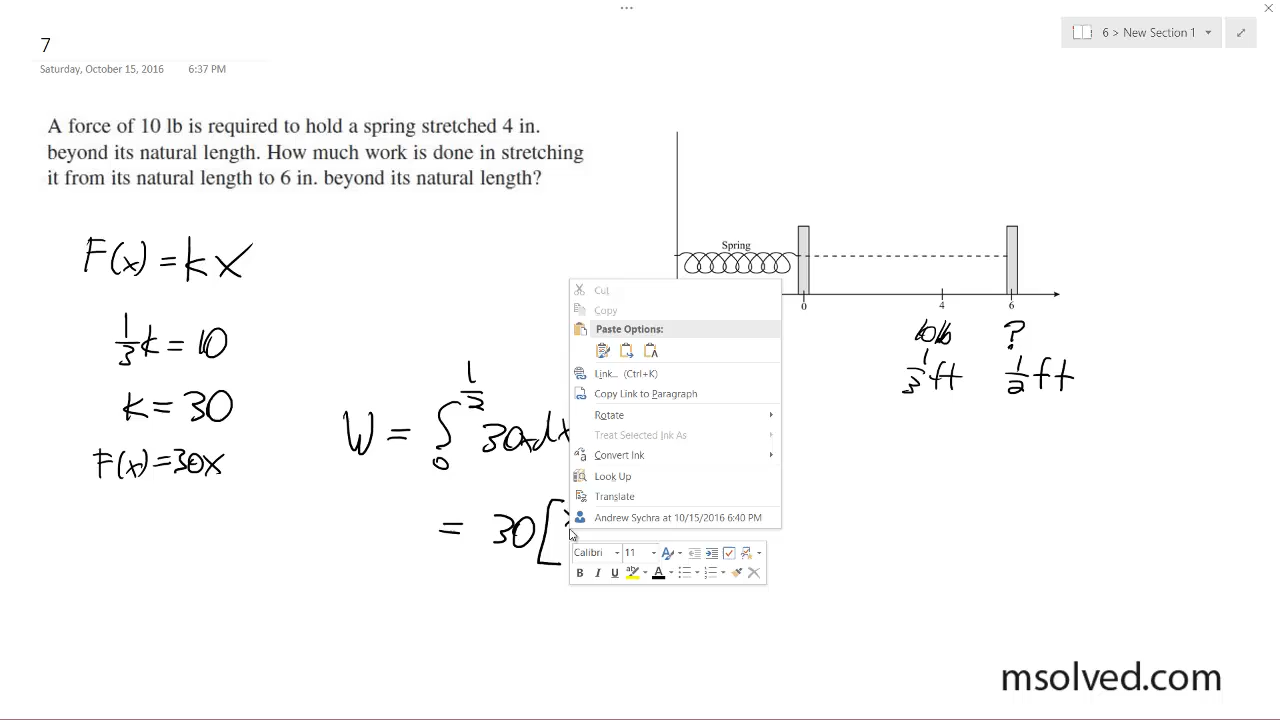 6 > New Section 1
7
Saturday, October 15, 2016 6:37 PM
A force of 10 lb is required to hold a spring stretched 4 in.
beyond its natural length. How much work is done in stretching
it from its natural length to 6 in. beyond its natural length?
F(x) = kx
1/3 k = 10
k = 30
F(x) = 30x
Spring
0 4 6
10 lb ?
1/3 ft 1/2 ft
W = ∫ 0 1/2 30x dx
= 30 [
Cut
Copy
Paste Options:
Link... (Ctrl+K)
Copy Link to Paragraph
Rotate
Treat Selected Ink As
Convert Ink
Look Up
Translate
Andrew Sychra at 10/15/2016 6:40 PM
Calibri 11
B I U ab A
msolved.com